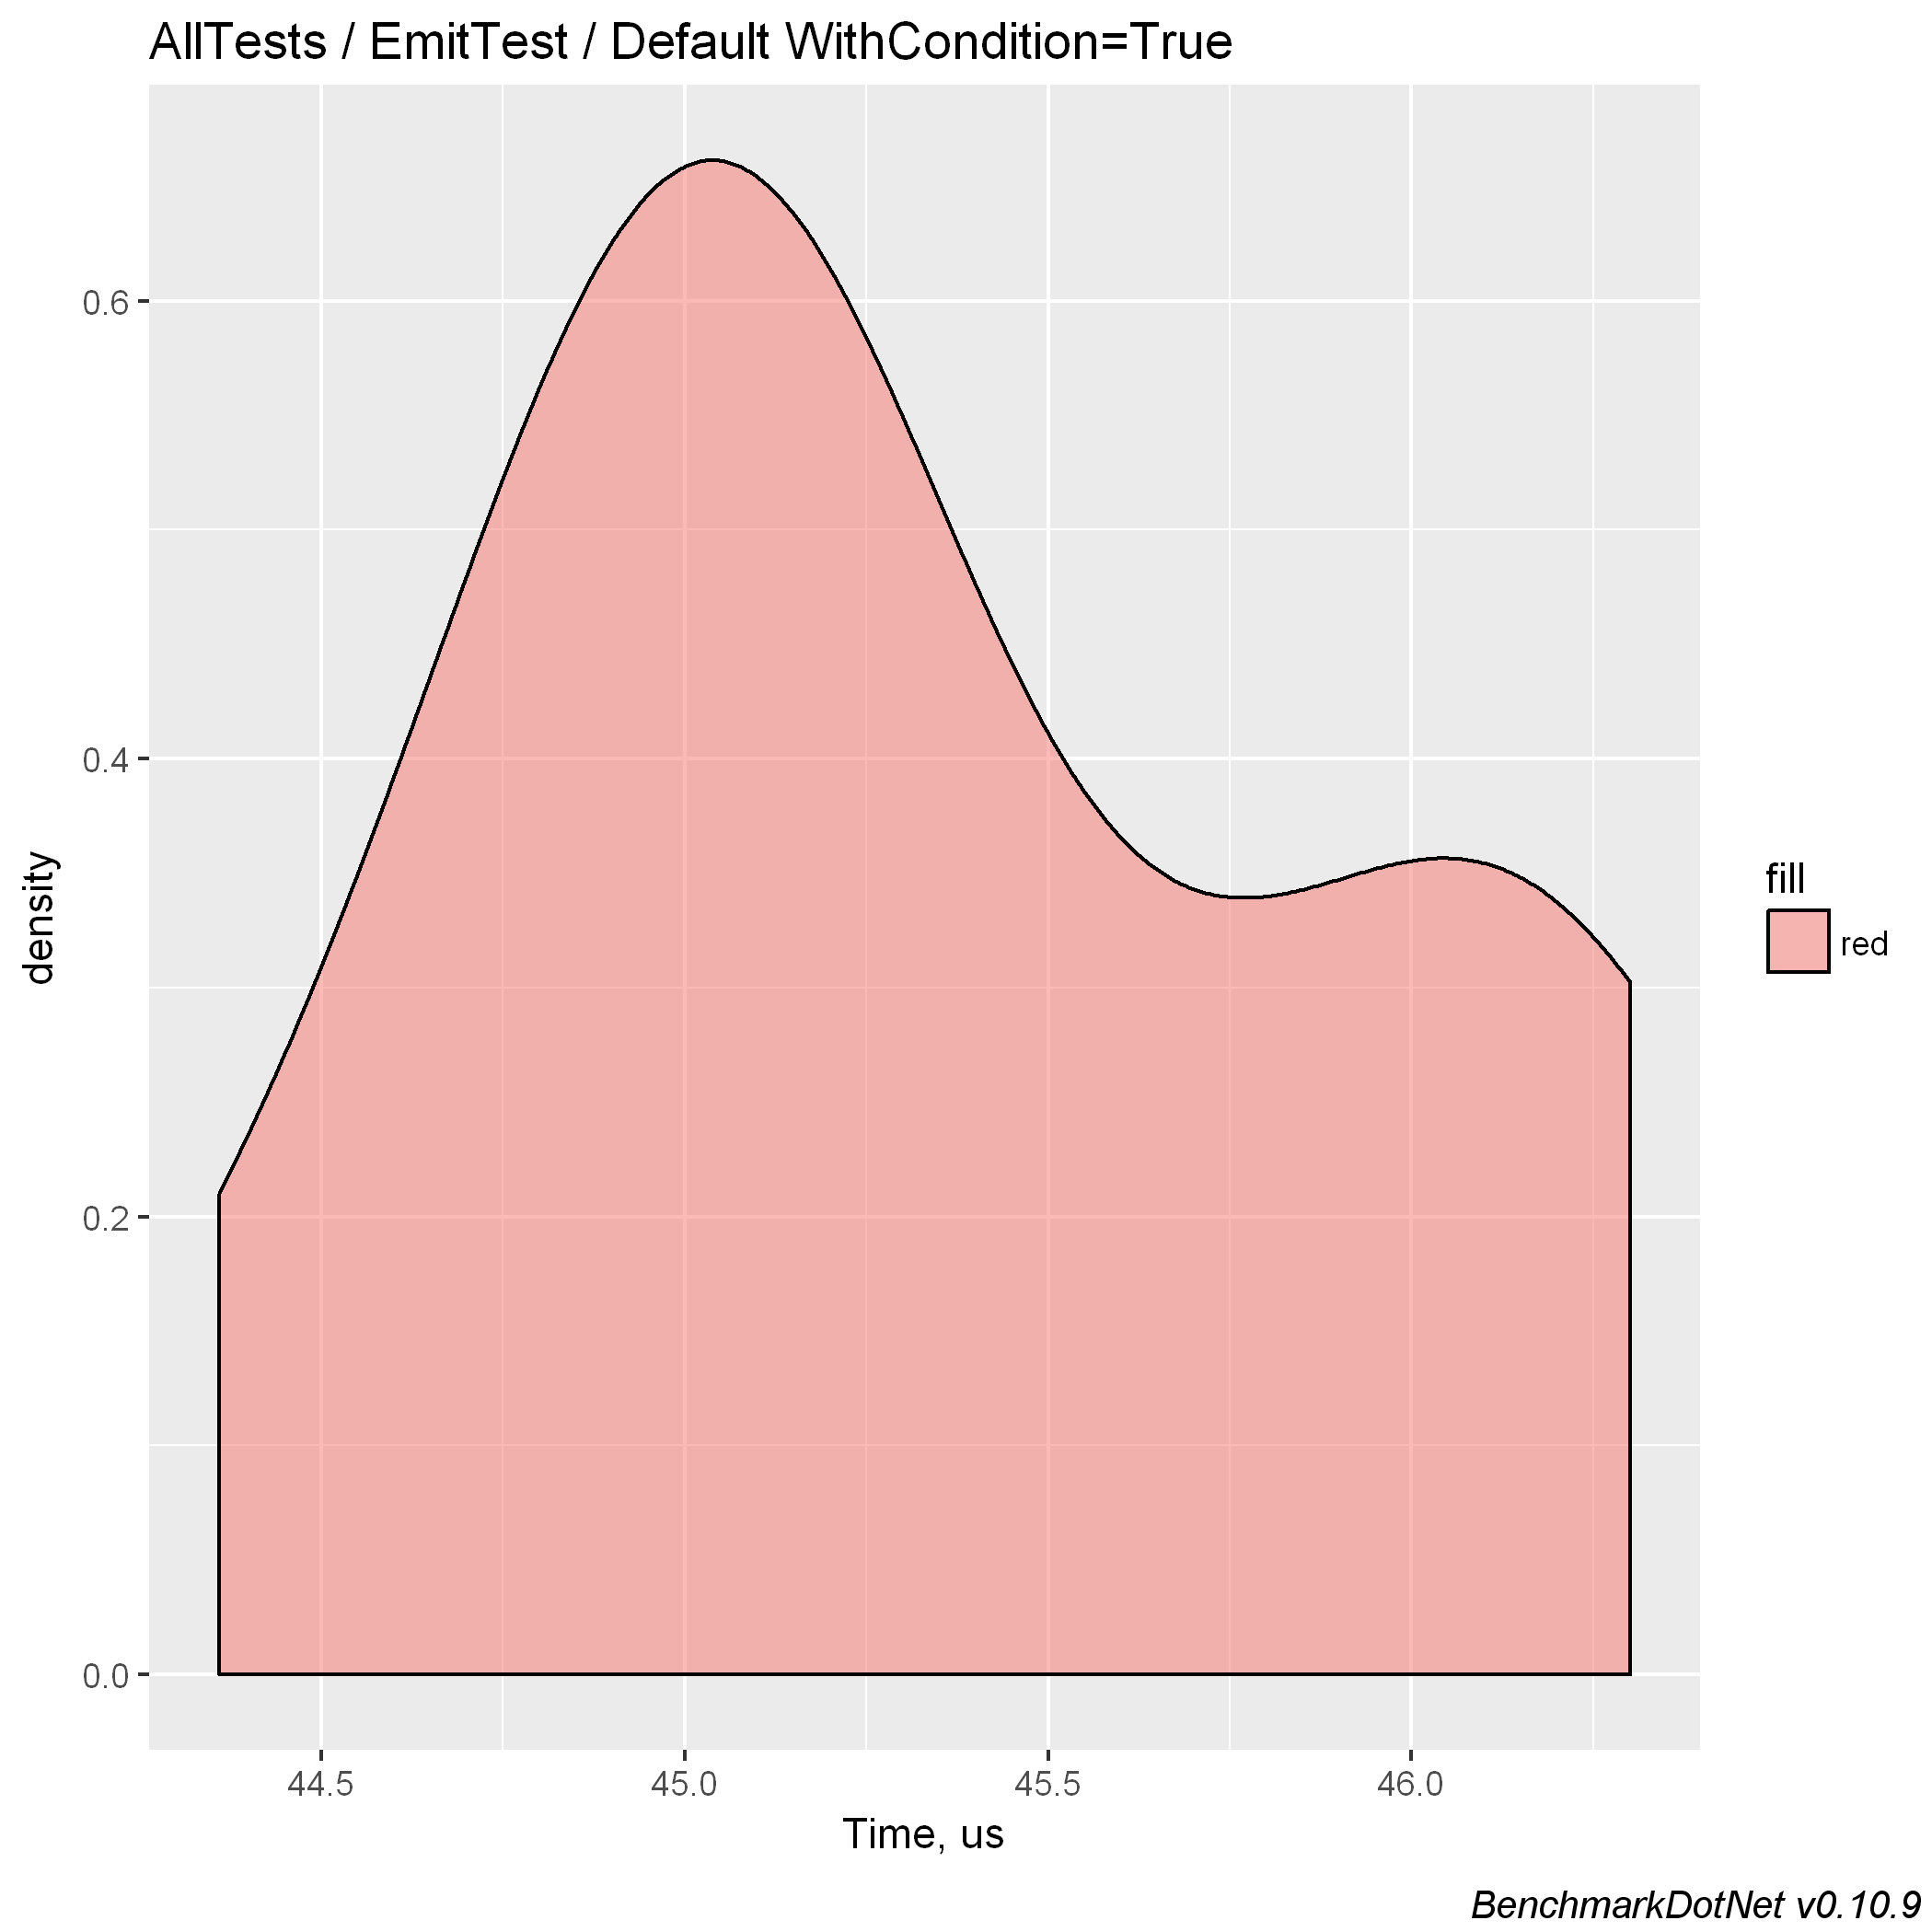 AllTests / EmitTest / Default WithCondition=True
density
0.6
0.4
0.2
0.0
44.5 45.0 45.5 46.0
Time, us
fill
red
BenchmarkDotNet v0.10.9